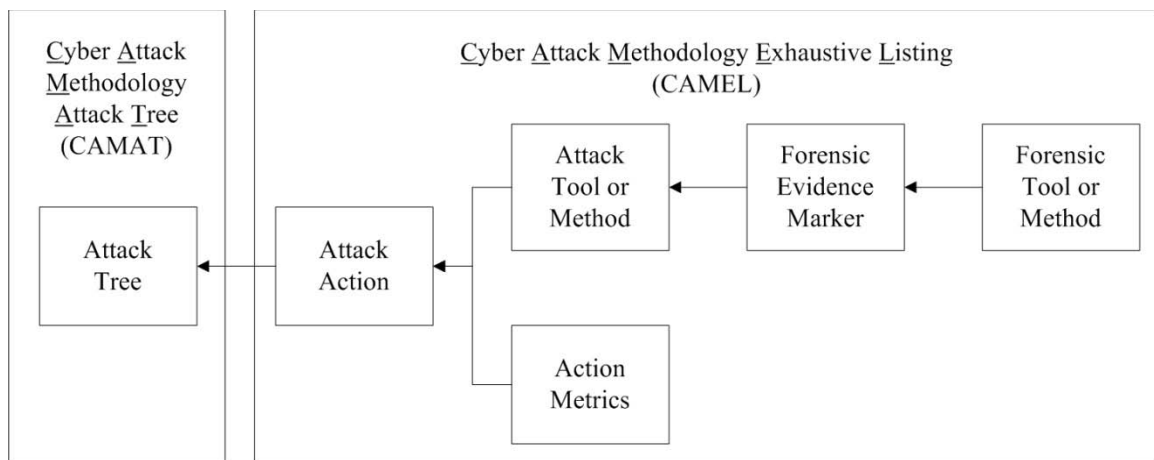 Cyber Attack
Methodology
Attack Tree
(CAMAT)
Attack
Tree
Cyber Attack Methodology Exhaustive Listing
(CAMEL)
Attack
Action
Attack
Tool or
Method
Forensic
Evidence
Marker
Forensic
Tool or
Method
Action
Metrics